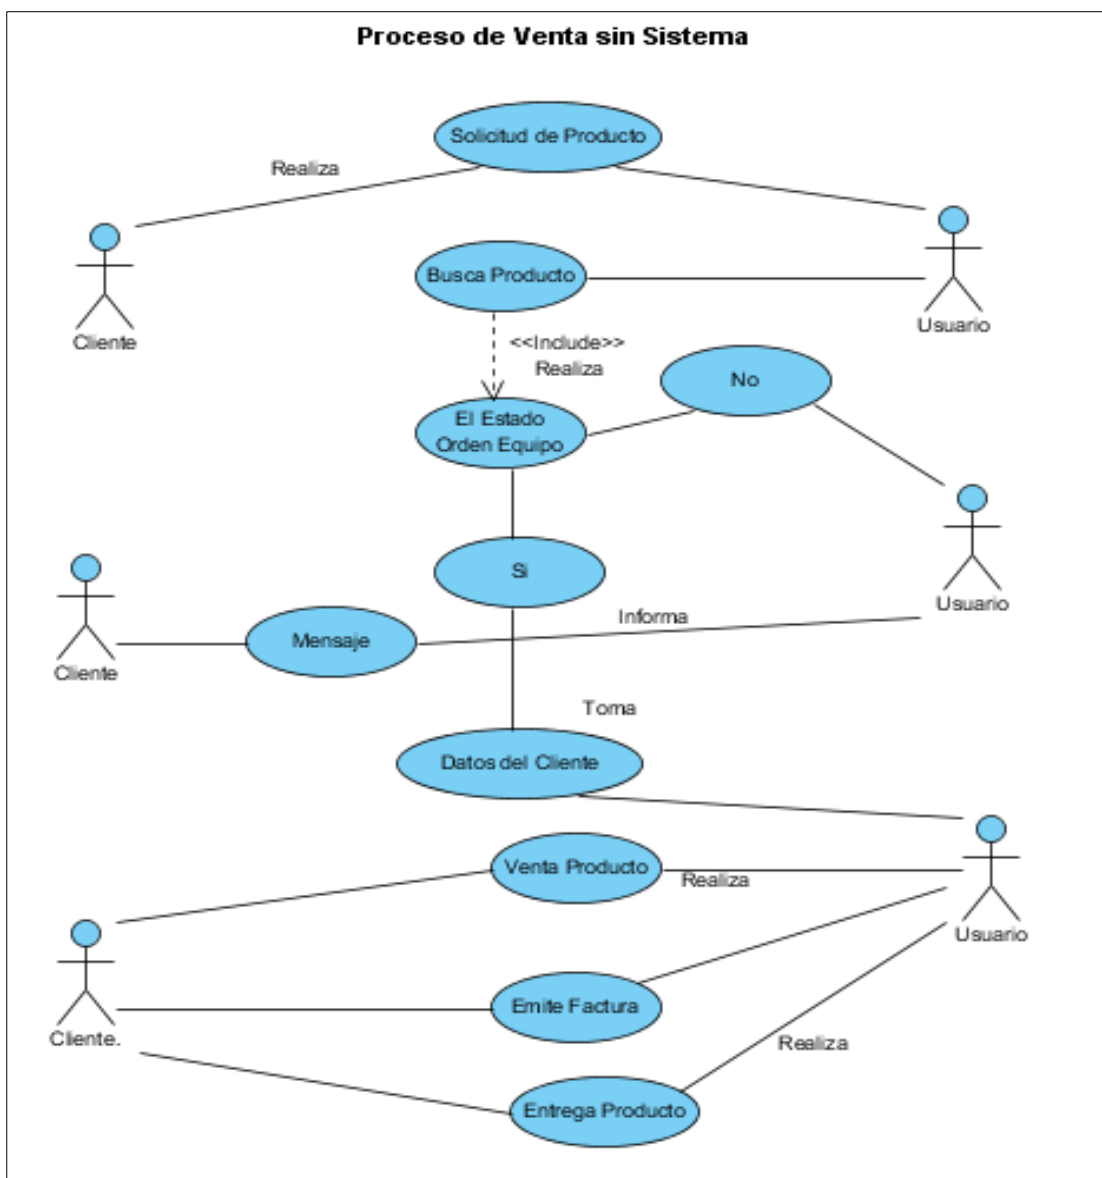 Proceso de Venta sin Sistema
Solicitud de Producto
Realiza
Cliente
Usuario
Busca Producto
<<Include>>
Realiza
No
El Estado
Orden Equipo
Si
Usuario
Informa
Mensaje
Cliente
Toma
Datos del Cliente
Venta Producto
Realiza
Usuario
Emite Factura
Cliente.
Realiza
Entrega Producto